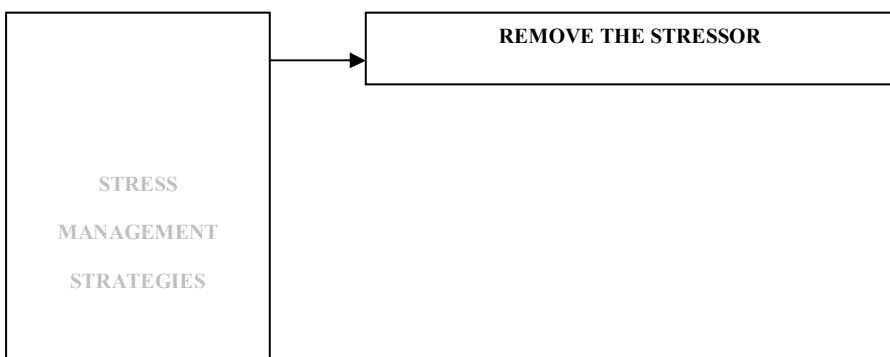 REMOVE THE STRESSOR
STRESS
MANAGEMENT
STRATEGIES